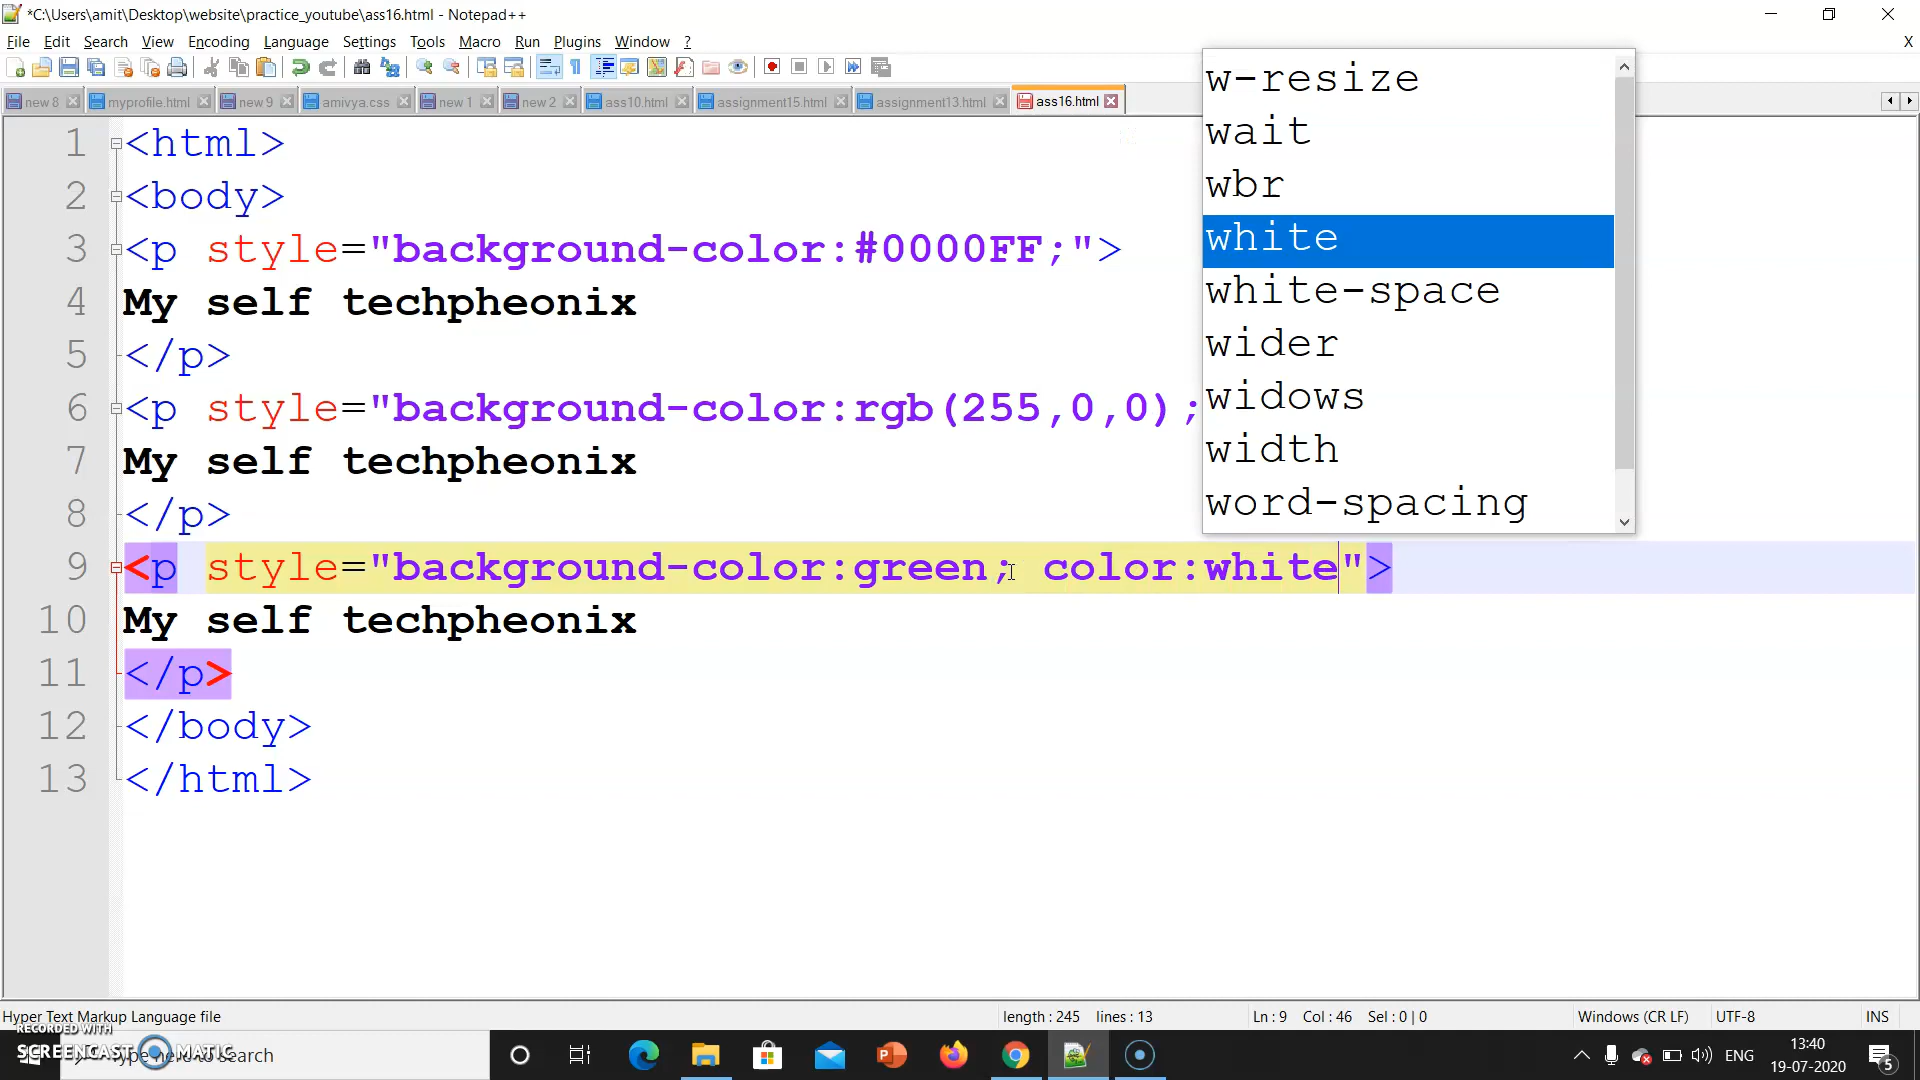 *C:\Users\amit\Desktop\website\practice_youtube\ass16.html - Notepad++
File Edit Search View Encoding Language Settings Tools Macro Run Plugins Window ? X
new 8 myprofile.html new 9 amivya.css new 1 new 2 ass10.html assignment15.html assignment13.html ass16.html
1 <html>
2 <body>
3 <p style="background-color:#0000FF;">
4 My self techpheonix
5 </p>
6 <p style="background-color:rgb(255,0,0);
7 My self techpheonix
8 </p>
9 <p style="background-color:green; color:white">
10 My self techpheonix
11 </p>
12 </body>
13 </html>
w-resize
wait
wbr
white
white-space
wider
widows
width
word-spacing
Hyper Text Markup Language file length : 245 lines : 13 Ln : 9 Col : 46 Sel : 0 | 0 Windows (CR LF) UTF-8 INS
RECORDED WITH
SCREENCAST MATIC
here to search
ENG
13:40
19-07-2020
5